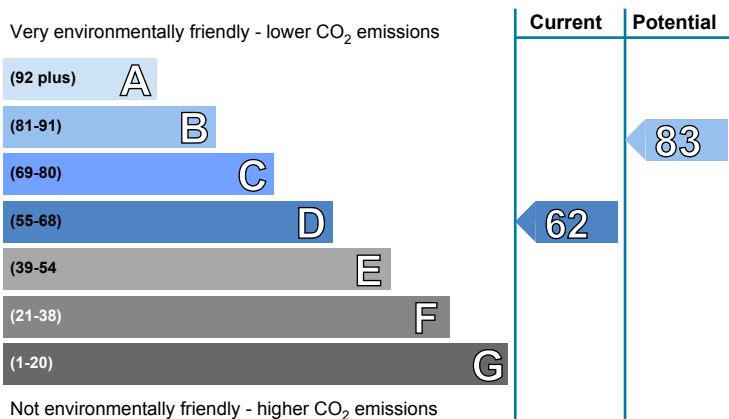 Very environmentally friendly - lower CO2 emissions
Current
Potential
(92 plus) A
(81-91) B
83
(69-80) C
(55-68) D
62
(39-54 E
(21-38) F
(1-20) G
Not environmentally friendly - higher CO2 emissions